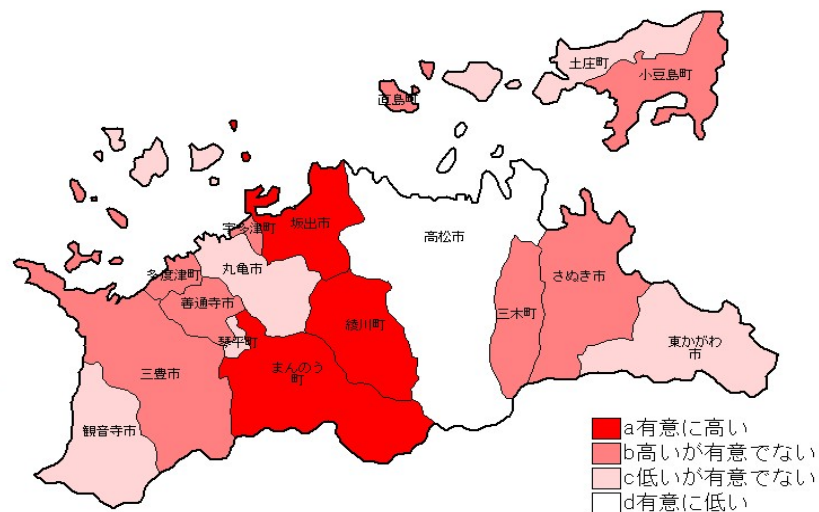 土庄町
小豆島町
直島町
宇多津町
坂出市
高松市
丸亀市
多度津町
さぬき市
善通寺市
三木町
綾川町
琴平町
東かがわ
市
まんのう
町
三豊市
観音寺市
a有意に高い
b高いが有意でない
c低いが有意でない
d有意に低い